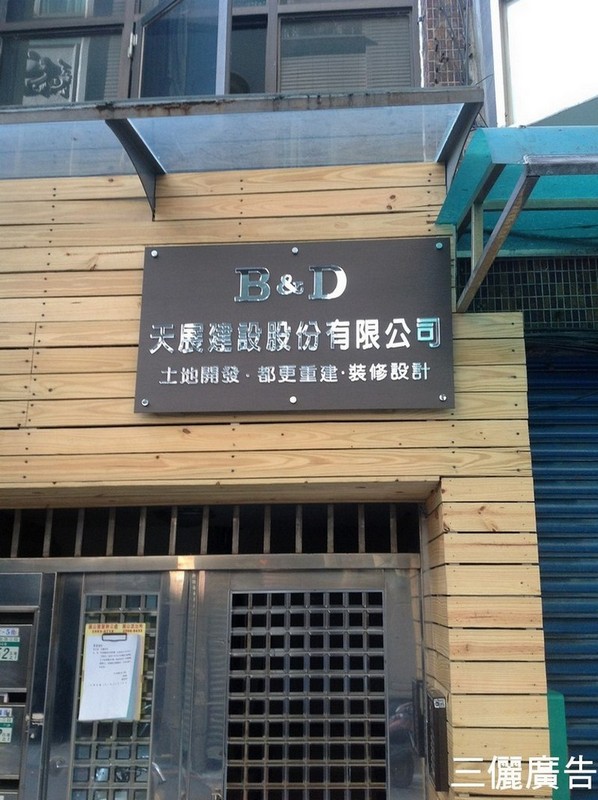 B&D
天展建設股份有限公司
土地開發・都更重建・裝修設計
三儷廣告